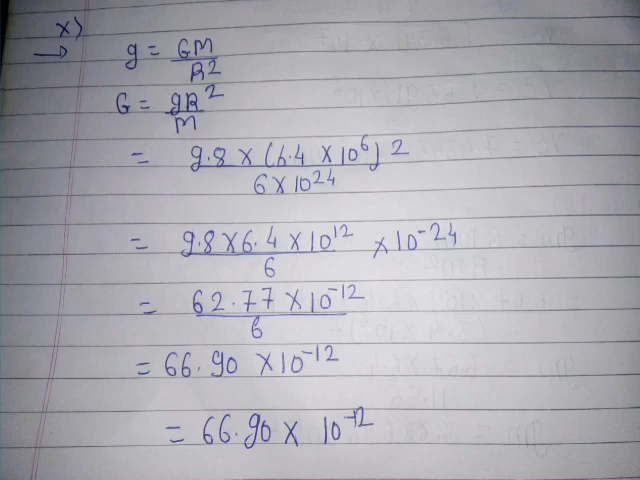 x)
→ g = GM / R²
G = gR² / M
= 9.8 × (6.4 × 10⁶) 2 / 6 × 10²⁴
= 9.8 × 6.4 × 10¹² / 6 × 10⁻²⁴
= 62.77 × 10⁻¹² / 6
= 66.90 × 10⁻¹²
= 66.90 × 10⁻¹²